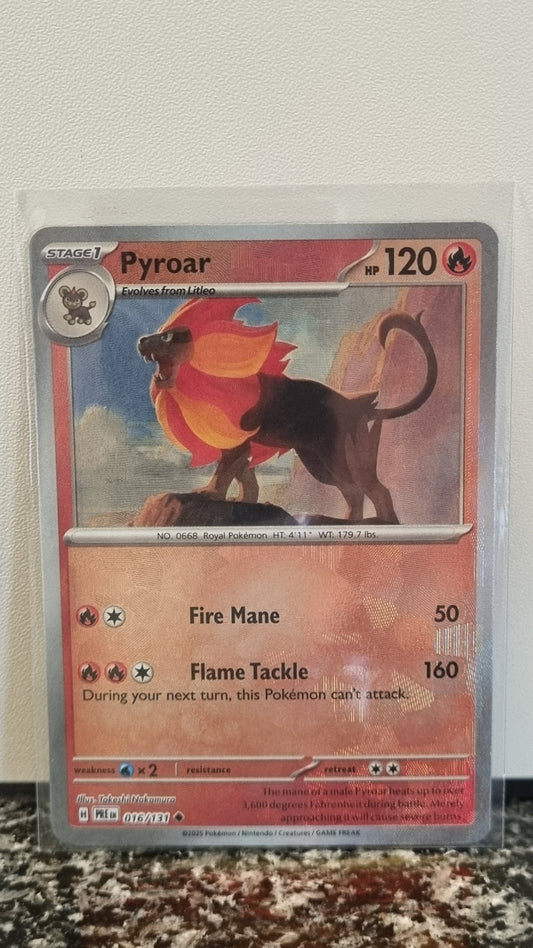 STAGE 1 Pyroar HP 120
Evolves from Litleo
NO. 0668 Royal Pokémon HT: 4'11" WT: 179.7 lbs.
Fire Mane 50
Flame Tackle 160
During your next turn, this Pokémon can't attack.
weakness ×2 resistance retreat
Illus. Takeshi Nakamura
The mane of a male Pyroar heats up to over
3,600 degrees Fahrenheit during battle. Merely
approaching it will cause severe burns.
H PRE EN 016/131
©2025 Pokémon / Nintendo / Creatures / GAME FREAK